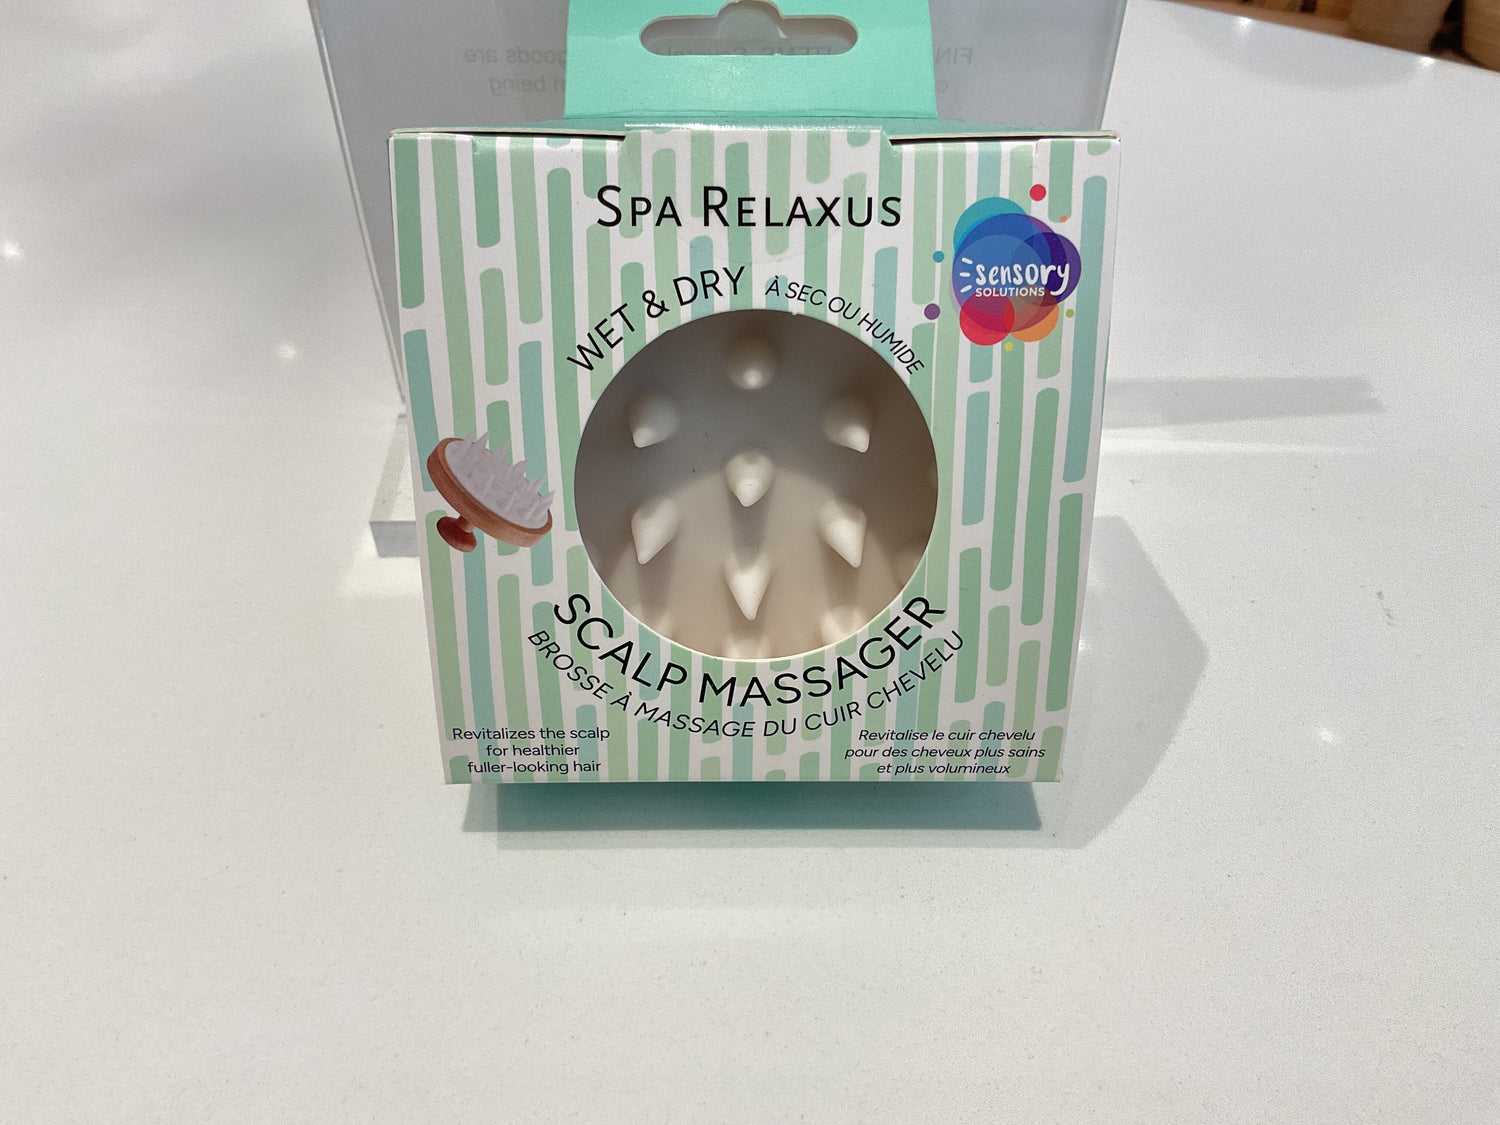 SPA RELAXUS
sensory
SOLUTIONS
WET & DRY
À SEC OU HUMIDE
SCALP MASSAGER
BROSSE À MASSAGE DU CUIR CHEVELU
Revitalizes the scalp
for healthier
fuller-looking hair
Revitalise le cuir chevelu
pour des cheveux plus sains
et plus volumineux